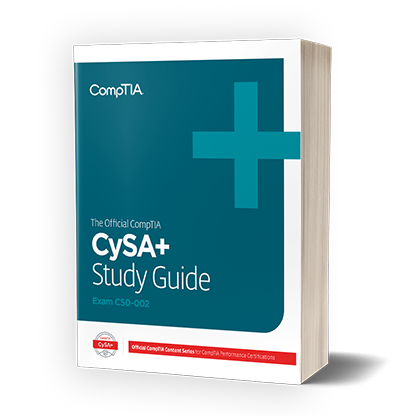 CompTIA.
The Official CompTIA
CySA+
Study Guide
Exam CS0-002
CySA+
Official CompTIA Content Series for CompTIA Performance Certifications